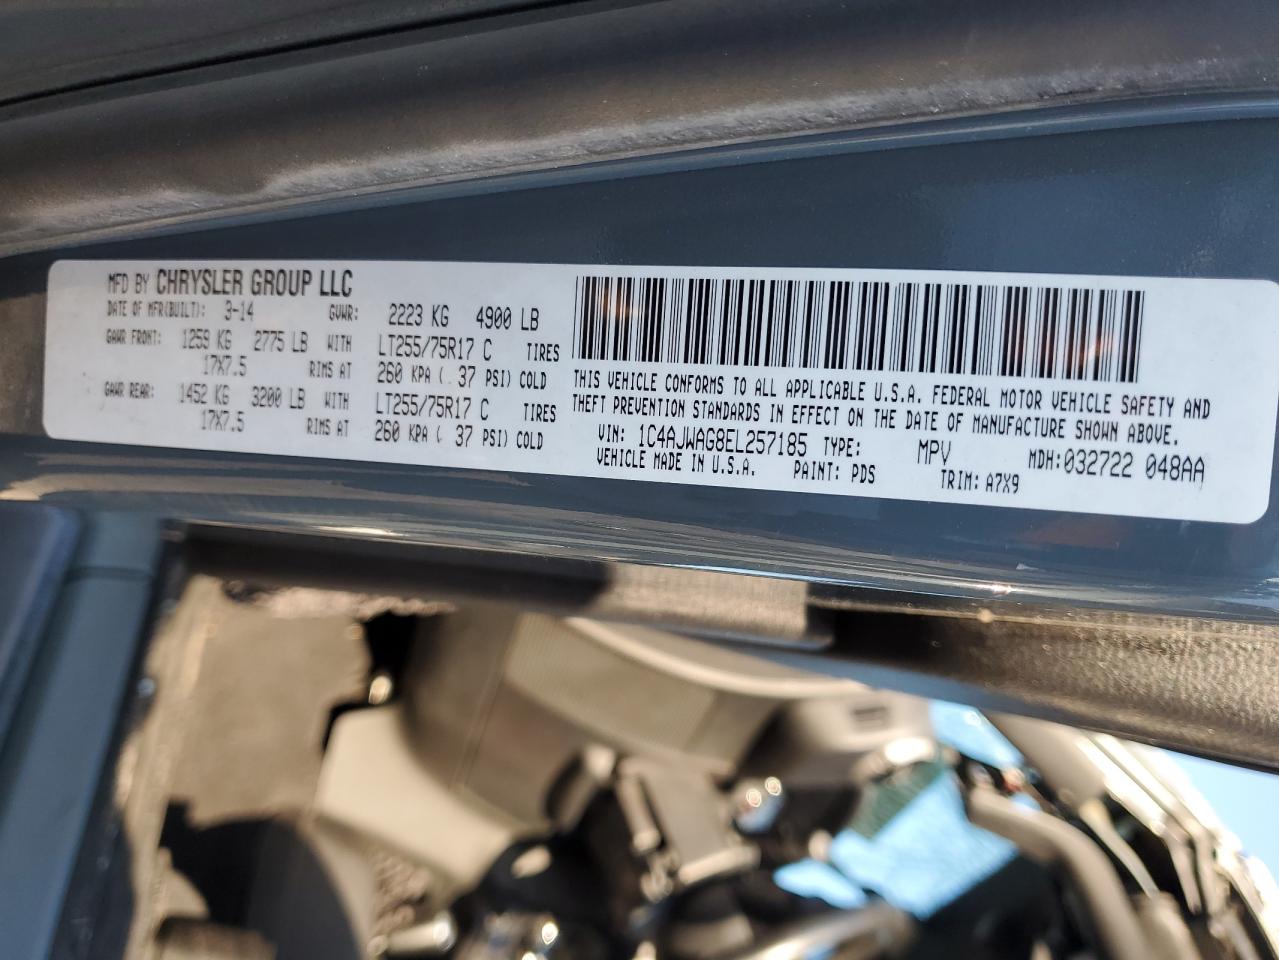 MFD BY CHRYSLER GROUP LLC
DATE OF MFR(BUILT): 3-14 GVWR: 2223 KG 4900 LB
GAWR FRONT: 1259 KG 2775 LB WITH LT255/75R17 C TIRES
17X7.5 RIMS AT 260 KPA ( 37 PSI) COLD
GAWR REAR: 1452 KG 3200 LB WITH LT255/75R17 C TIRES
17X7.5 RIMS AT 260 KPA ( 37 PSI) COLD
THIS VEHICLE CONFORMS TO ALL APPLICABLE U.S.A. FEDERAL MOTOR VEHICLE SAFETY AND
THEFT PREVENTION STANDARDS IN EFFECT ON THE DATE OF MANUFACTURE SHOWN ABOVE.
VIN: 1C4AJWAG8EL257185 TYPE: MPV MDH:032722 048AA
VEHICLE MADE IN U.S.A. PAINT: PDS TRIM: A7X9